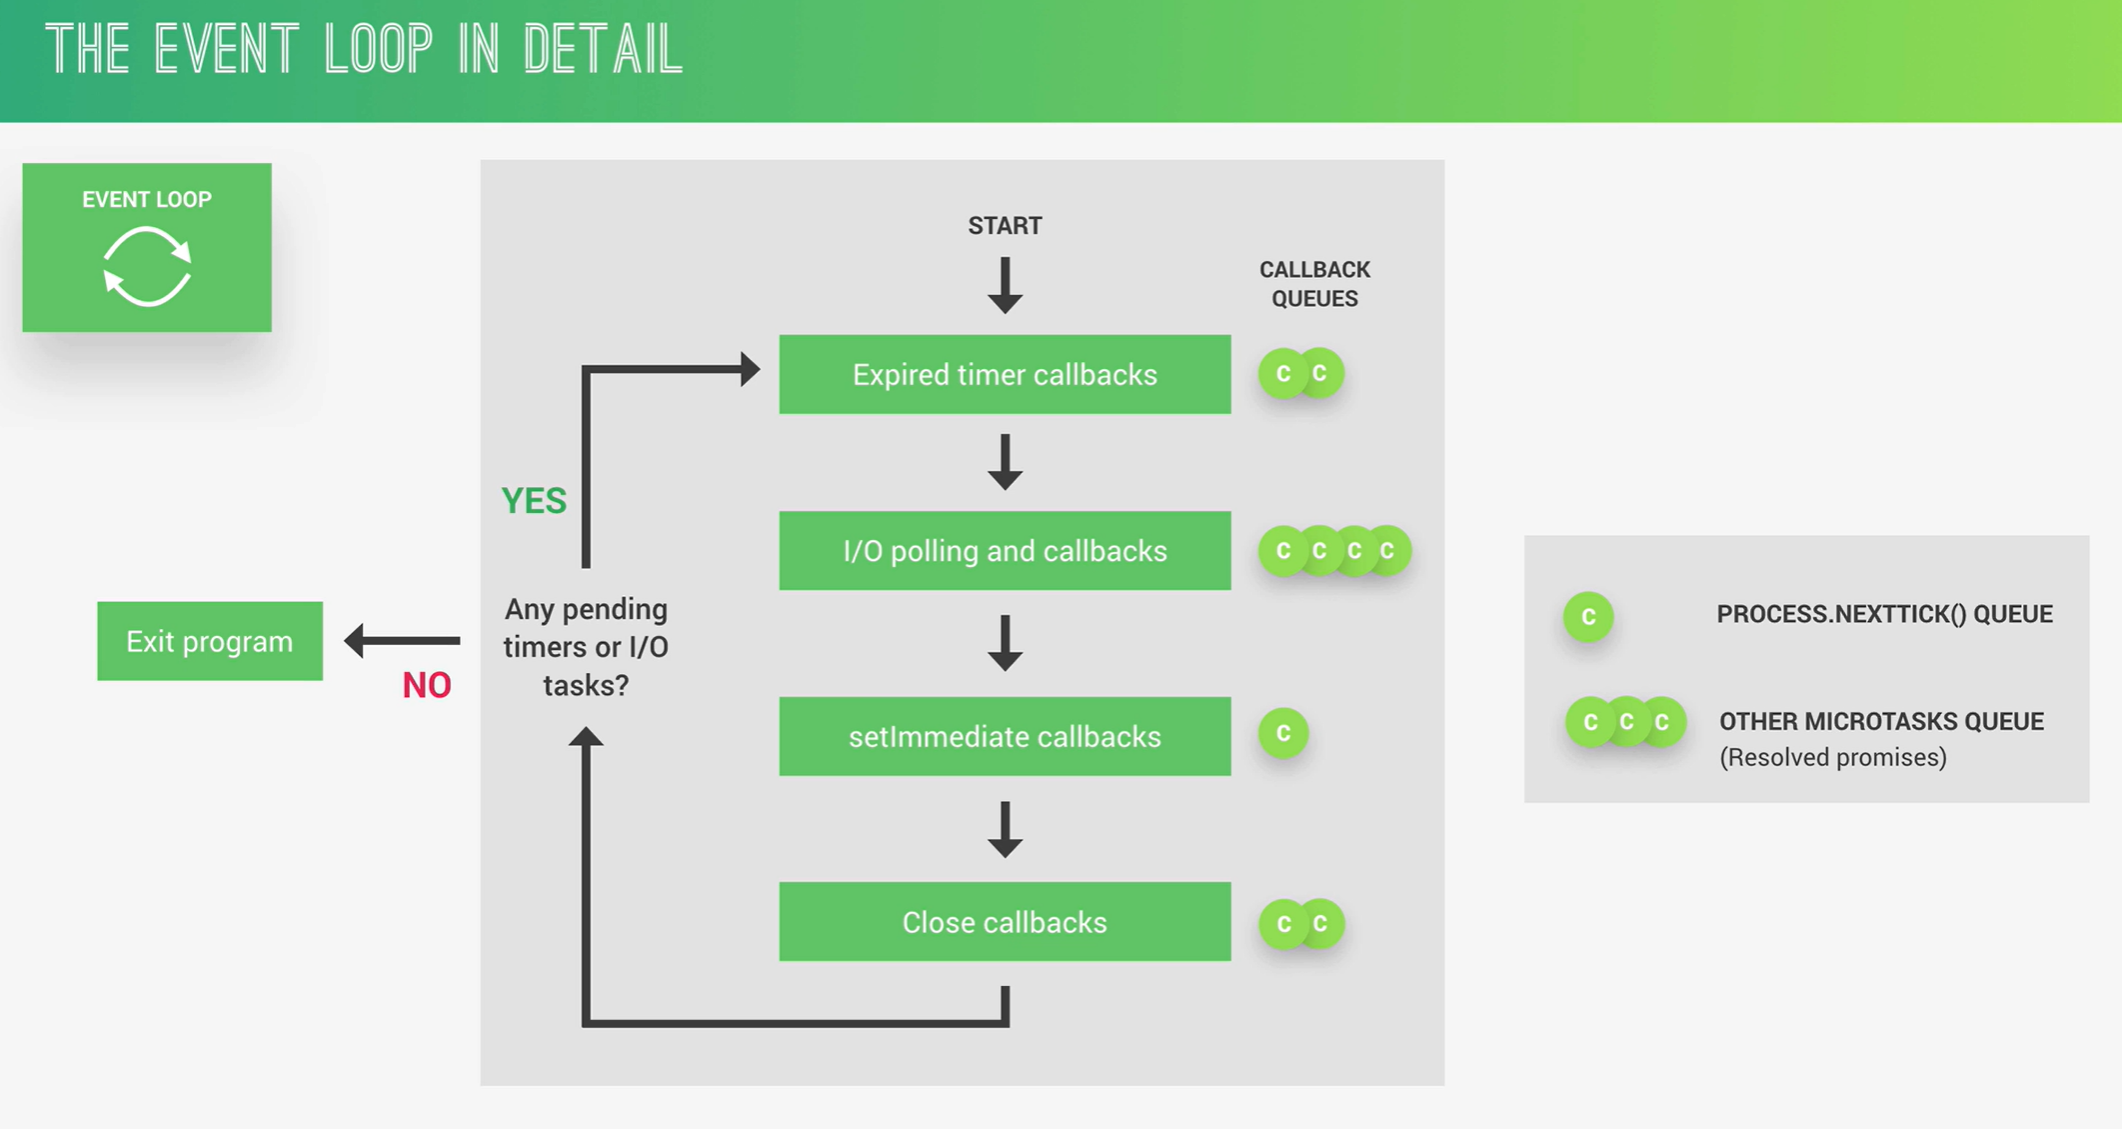 THE EVENT LOOP IN DETAIL
EVENT LOOP
START
CALLBACK
QUEUES
Expired timer callbacks
C C
YES
I/O polling and callbacks
C C C C
Any pending
timers or I/O
tasks?
Exit program
NO
setImmediate callbacks
C
Close callbacks
C C
C
PROCESS.NEXTTICK() QUEUE
C C C
OTHER MICROTASKS QUEUE
(Resolved promises)